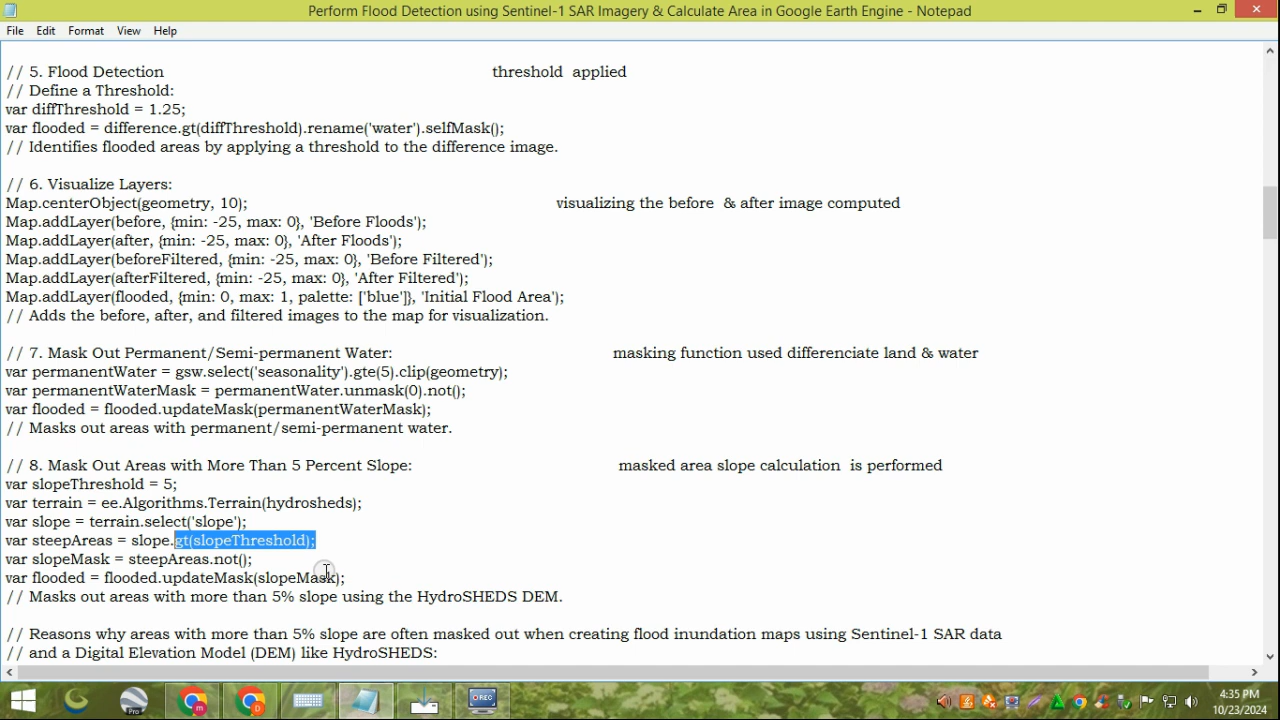 Perform Flood Detection using Sentinel-1 SAR Imagery & Calculate Area in Google Earth Engine - Notepad
File Edit Format View Help
// 5. Flood Detection threshold applied
// Define a Threshold:
var diffThreshold = 1.25;
var flooded = difference.gt(diffThreshold).rename('water').selfMask();
// Identifies flooded areas by applying a threshold to the difference image.
// 6. Visualize Layers:
Map.centerObject(geometry, 10); visualizing the before & after image computed
Map.addLayer(before, {min: -25, max: 0}, 'Before Floods');
Map.addLayer(after, {min: -25, max: 0}, 'After Floods');
Map.addLayer(beforeFiltered, {min: -25, max: 0}, 'Before Filtered');
Map.addLayer(afterFiltered, {min: -25, max: 0}, 'After Filtered');
Map.addLayer(flooded, {min: 0, max: 1, palette: ['blue']}, 'Initial Flood Area');
// Adds the before, after, and filtered images to the map for visualization.
// 7. Mask Out Permanent/Semi-permanent Water: masking function used differenciate land & water
var permanentWater = gsw.select('seasonality').gte(5).clip(geometry);
var permanentWaterMask = permanentWater.unmask(0).not();
var flooded = flooded.updateMask(permanentWaterMask);
// Masks out areas with permanent/semi-permanent water.
// 8. Mask Out Areas with More Than 5 Percent Slope: masked area slope calculation is performed
var slopeThreshold = 5;
var terrain = ee.Algorithms.Terrain(hydrosheds);
var slope = terrain.select('slope');
var steepAreas = slope.gt(slopeThreshold);
var slopeMask = steepAreas.not();
var flooded = flooded.updateMask(slopeMask);
// Masks out areas with more than 5% slope using the HydroSHEDS DEM.
// Reasons why areas with more than 5% slope are often masked out when creating flood inundation maps using Sentinel-1 SAR data
// and a Digital Elevation Model (DEM) like HydroSHEDS:
Pro
m
D
REC
4:35 PM
10/23/2024